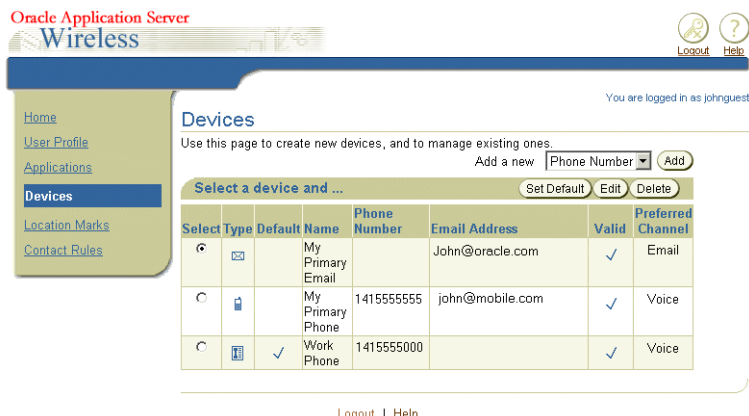 Oracle Application Server
Wireless
Logout Help
You are logged in as johnguest
Home
User Profile
Applications
Devices
Location Marks
Contact Rules
Devices
Use this page to create new devices, and to manage existing ones.
Add a new Phone Number Add
Select a device and ... Set Default Edit Delete
Select Type Default Name Phone Number Email Address Valid Preferred Channel
My Primary Email John@oracle.com Email
My Primary Phone 1415555555 john@mobile.com Voice
Work Phone 1415555000 Voice
Logout | Help